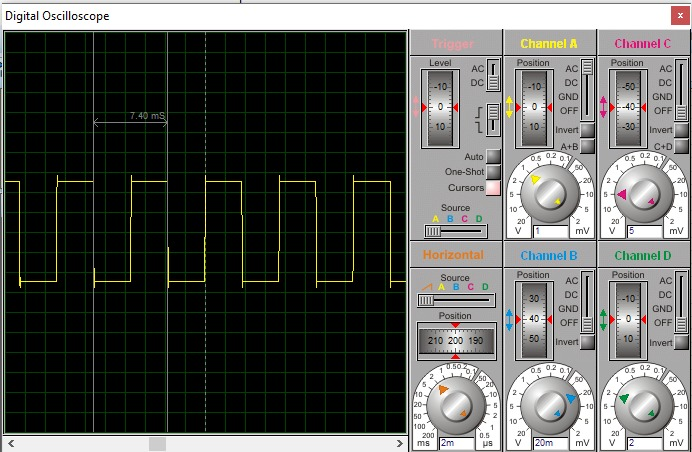 Digital Oscilloscope
x
7.40 mS
Trigger
Level
-10
0
10
AC
DC
Auto
One-Shot
Cursors
Source
A B C D
Channel A
Position
-10
0
10
AC
DC
GND
OFF
Invert
A+B
20 10 5 2 1 0.5 0.2 0.1 50 20 10 5 2
V
1
mV
Channel C
Position
-50
-40
-30
AC
DC
GND
OFF
Invert
C+D
20 10 5 2 1 0.5 0.2 0.1 50 20 10 5 2
V
5
mV
Horizontal
Source
A B C D
Position
210 200 190
200 100 50 20 10 5 2 1 0.50 0.2 0.1 50 20 10 5 2 1 0.5
ms
2m
µs
Channel B
Position
30
40
50
AC
DC
GND
OFF
Invert
20 10 5 2 1 0.5 0.2 0.1 50 20 10 5 2
V
20m
mV
Channel D
Position
-10
0
10
AC
DC
GND
OFF
Invert
20 10 5 2 1 0.5 0.2 0.1 50 20 10 5 2
V
2
mV